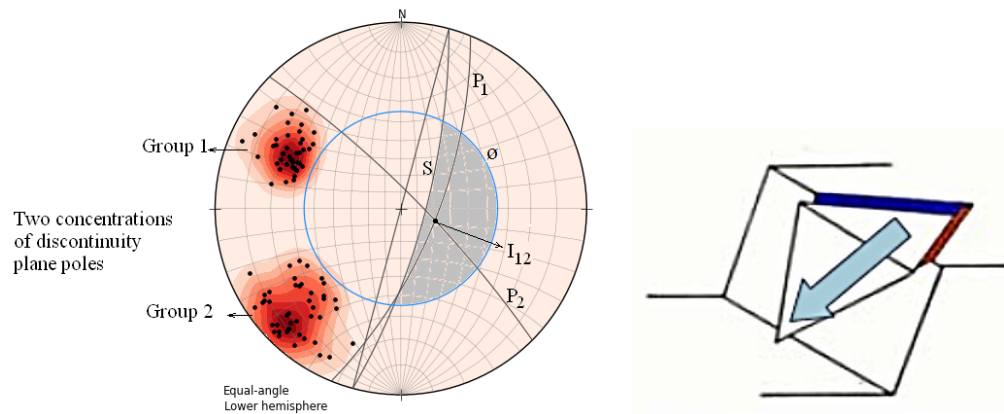 N
P1
Group 1
ø
S
Two concentrations
of discontinuity
plane poles
I12
P2
Group 2
Equal-angle
Lower hemisphere